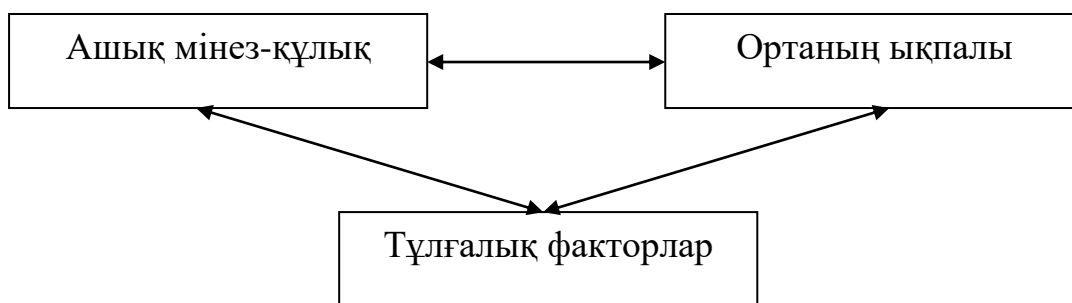 Ашық мінез-құлық
Ортаның ықпалы
Тұлғалық факторлар